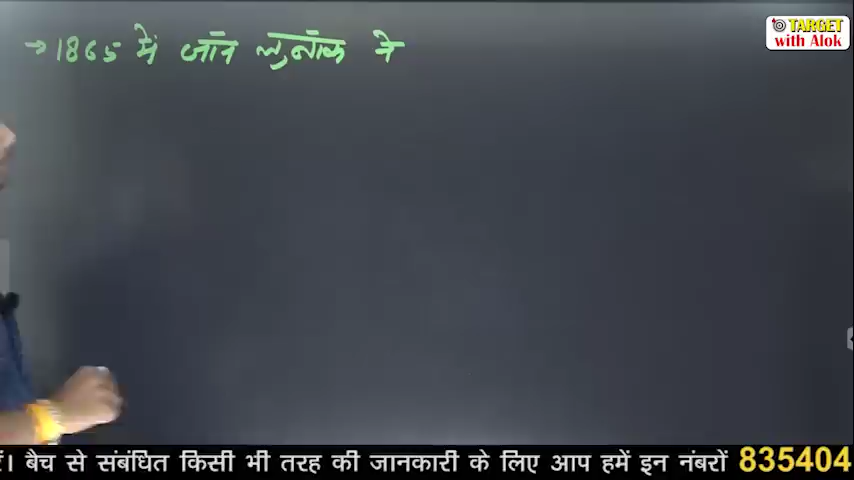 → 1865 में जॉन लुबॉक ने
TARGET
with Alok
। बैच से संबंधित किसी भी तरह की जानकारी के लिए आप हमें इन नंबरों 835404